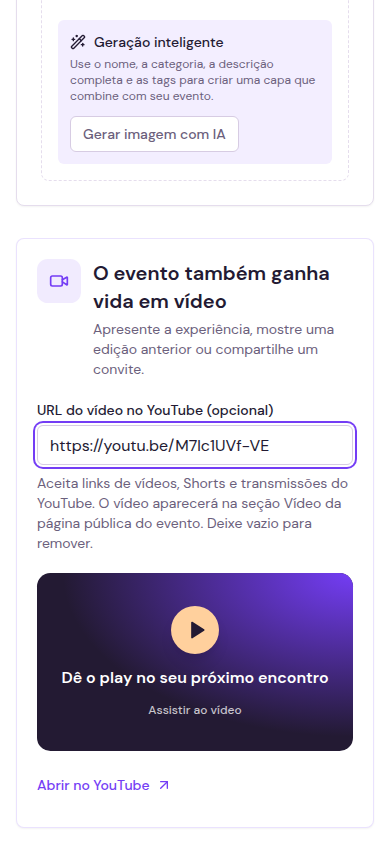 Geração inteligente
Use o nome, a categoria, a descrição
completa e as tags para criar uma capa que
combine com seu evento.
Gerar imagem com IA
O evento também ganha
vida em vídeo
Apresente a experiência, mostre uma
edição anterior ou compartilhe um
convite.
URL do vídeo no YouTube (opcional)
https://youtu.be/M7lc1UVf-VE
Aceita links de vídeos, Shorts e transmissões do
YouTube. O vídeo aparecerá na seção Vídeo da
página pública do evento. Deixe vazio para
remover.
Dê o play no seu próximo encontro
Assistir ao vídeo
Abrir no YouTube